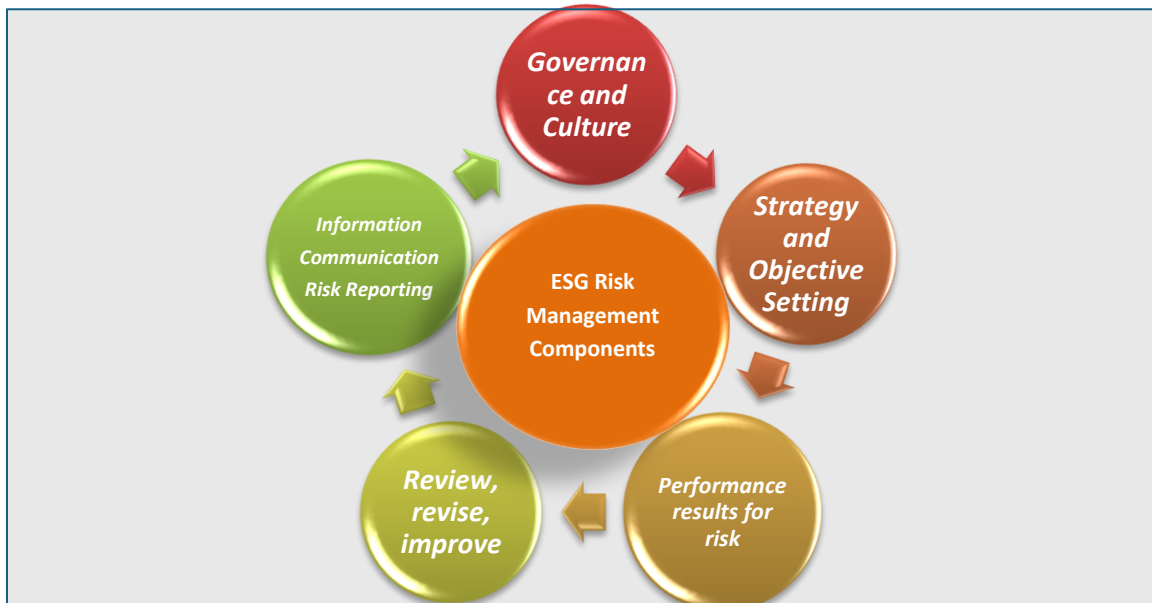 Governan
ce and
Culture
Strategy
and
Objective
Setting
Performance
results for
risk
Review,
revise,
improve
Information
Communication
Risk Reporting
ESG Risk
Management
Components